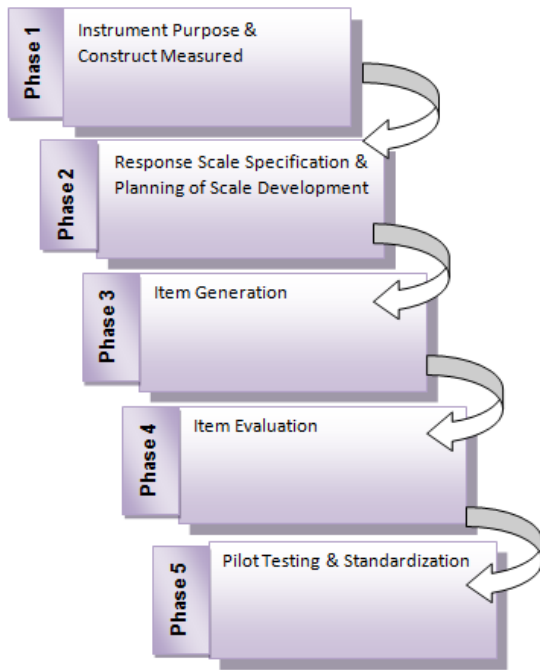 Phase 1
Instrument Purpose &
Construct Measured
Phase 2
Response Scale Specification &
Planning of Scale Development
Phase 3
Item Generation
Phase 4
Item Evaluation
Phase 5
Pilot Testing & Standardization